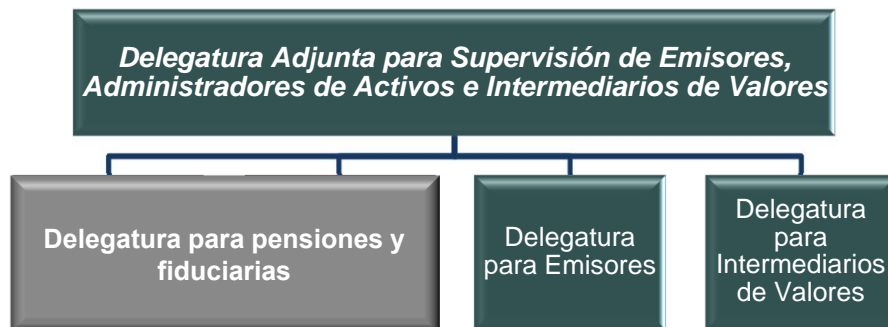 Delegatura Adjunta para Supervisión de Emisores,
Administradores de Activos e Intermediarios de Valores
Delegatura para pensiones y
fiduciarias
Delegatura
para Emisores
Delegatura
para
Intermediarios
de Valores